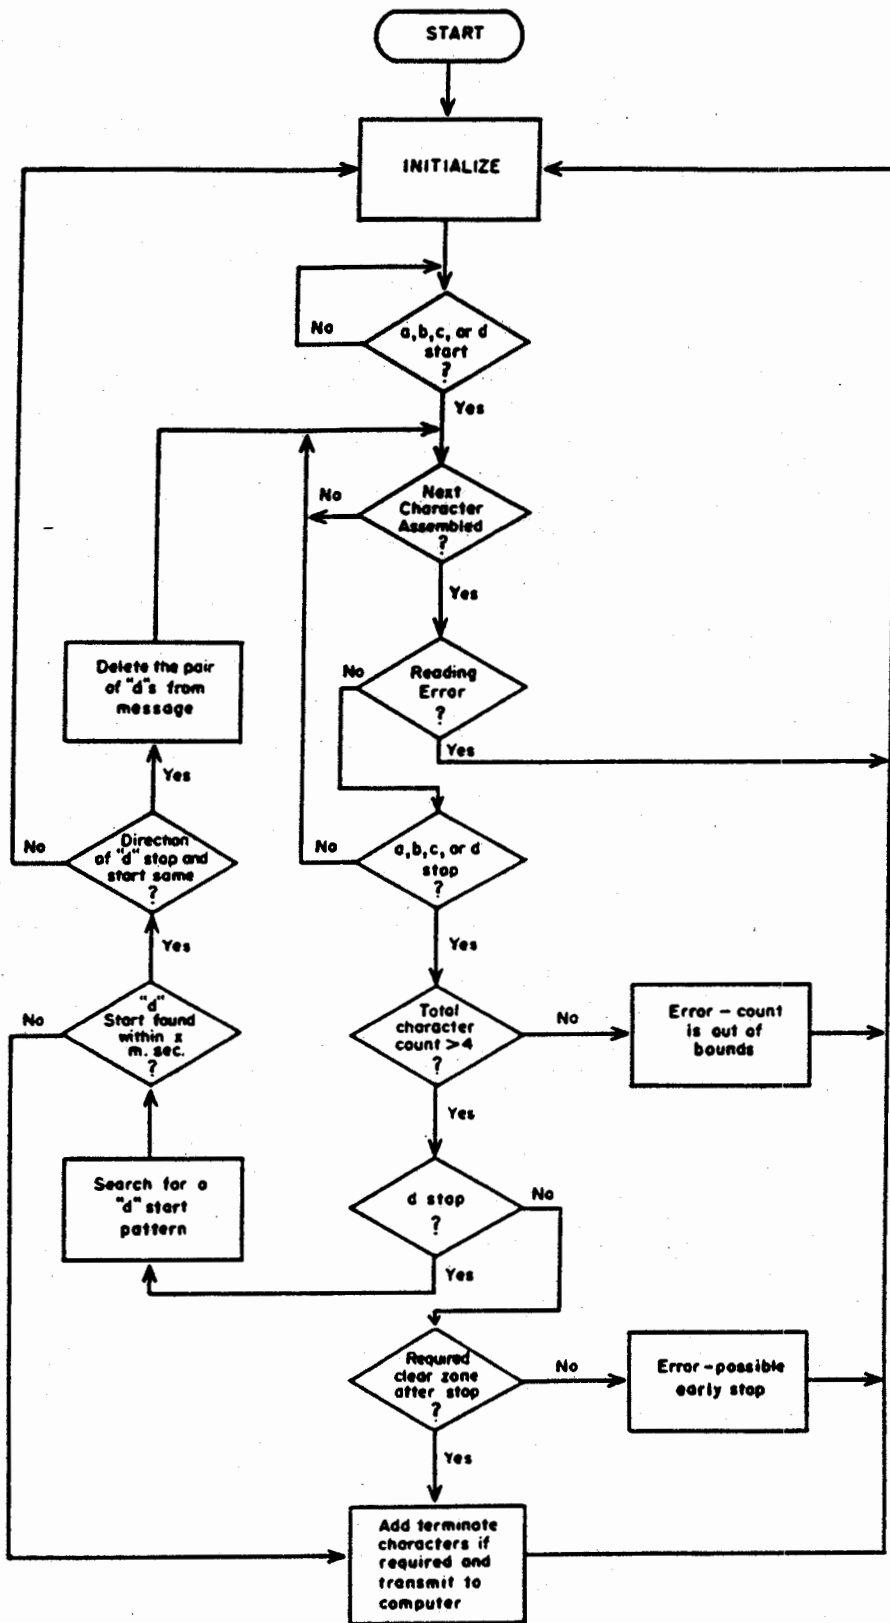 START
INITIALIZE
a,b,c, or d
start
?
No
Yes
Next
Character
Assembled
?
No
Yes
Reading
Error
?
No
Yes
Delete the pair
of "d"s from
message
Yes
Direction
of "d" stop and
start same
?
No
Yes
a,b,c, or d
stop
?
No
Yes
"d"
Start found
within x
m. sec.
?
No
Total
character
count >4
?
No
Error – count
is out of
bounds
Yes
Search for a
"d" start
pattern
d stop
?
No
Yes
Required
clear zone
after stop
?
No
Error – possible
early stop
Yes
Add terminate
characters if
required and
transmit to
computer